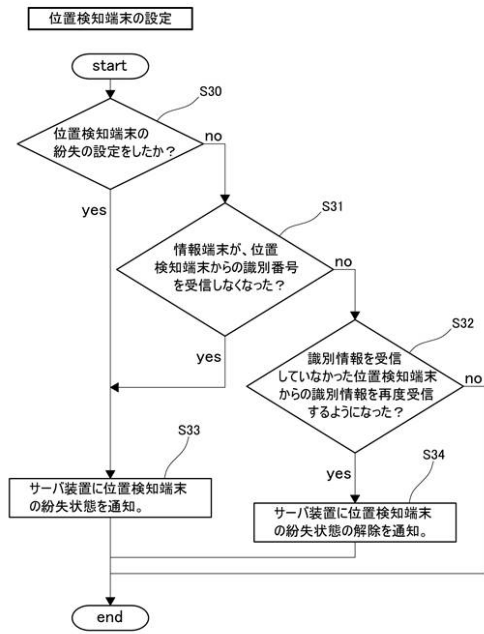 位置検知端末の設定
start
S30
位置検知端末の
紛失の設定をしたか？
no
yes
S31
情報端末が、位置
検知端末からの識別番号
を受信しなくなった？
no
yes
S32
識別情報を受信
していなかった位置検知端末
からの識別情報を再度受信
するようになった？
no
yes
S33
サーバ装置に位置検知端末
の紛失状態を通知。
S34
サーバ装置に位置検知端末
の紛失状態の解除を通知。
end